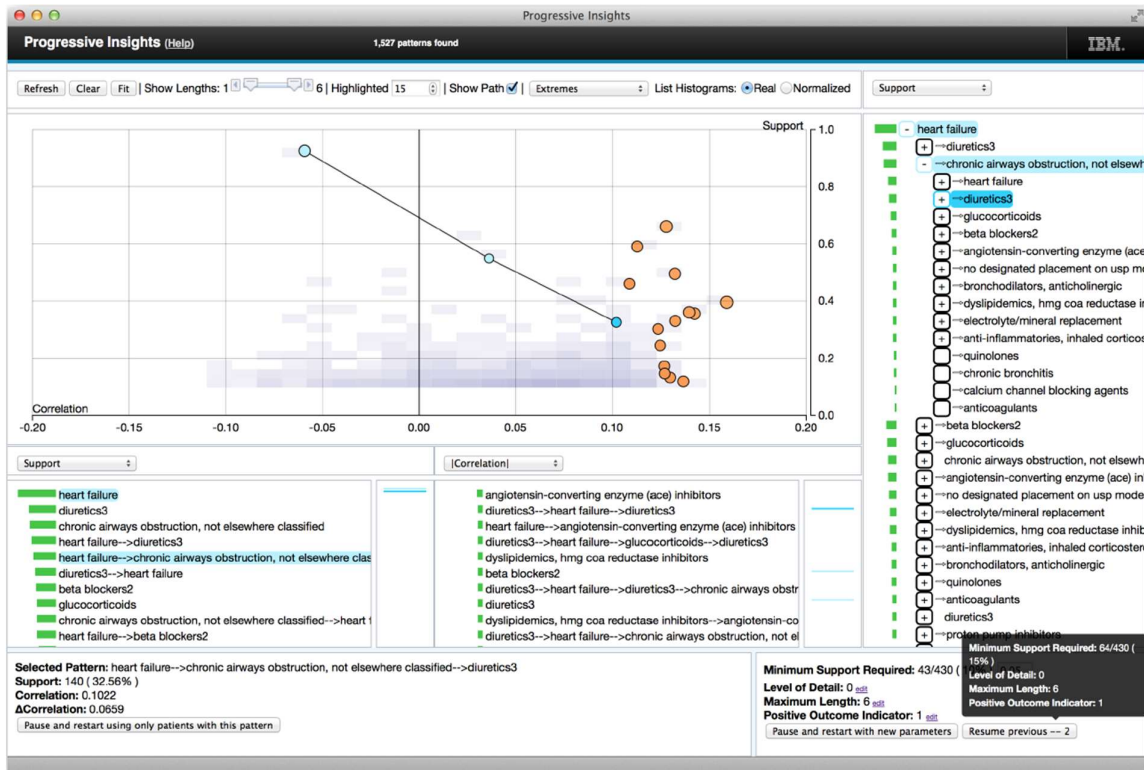 Progressive Insights
Progressive Insights (Help) 1,527 patterns found IBM.
Refresh Clear Fit | Show Lengths: 1 6 | Highlighted 15 | Show Path | Extremes List Histograms: Real Normalized
Support
Support
1.0
0.8
0.6
0.4
0.2
0.0
Correlation
-0.20 -0.15 -0.10 -0.05 0.00 0.05 0.10 0.15 0.20
- heart failure
+ →diuretics3
- →chronic airways obstruction, not elsewh
+ →heart failure
+ →diuretics3
+ →glucocorticoids
+ →beta blockers2
+ →angiotensin-converting enzyme (ace
+ →no designated placement on usp mo
+ →bronchodilators, anticholinergic
+ →dyslipidemics, hmg coa reductase in
+ →electrolyte/mineral replacement
+ →anti-inflammatories, inhaled corticos
→quinolones
→chronic bronchitis
→calcium channel blocking agents
→anticoagulants
+ →beta blockers2
+ →glucocorticoids
+ chronic airways obstruction, not elsewh
+ →angiotensin-converting enzyme (ace) in
+ →no designated placement on usp mode
+ →electrolyte/mineral replacement
+ →dyslipidemics, hmg coa reductase inhib
+ →anti-inflammatories, inhaled corticostero
+ →bronchodilators, anticholinergic
+ →quinolones
+ →anticoagulants
+ diuretics3
+ →proton pump inhibitors
Support
heart failure
diuretics3
chronic airways obstruction, not elsewhere classified
heart failure-->diuretics3
heart failure-->chronic airways obstruction, not elsewhere clas
diuretics3-->heart failure
beta blockers2
glucocorticoids
chronic airways obstruction, not elsewhere classified-->heart f
heart failure-->beta blockers2
|Correlation|
angiotensin-converting enzyme (ace) inhibitors
diuretics3-->heart failure-->diuretics3
heart failure-->angiotensin-converting enzyme (ace) inhibitors
diuretics3-->heart failure-->glucocorticoids-->diuretics3
dyslipidemics, hmg coa reductase inhibitors
beta blockers2
diuretics3-->heart failure-->diuretics3-->chronic airways obstr
diuretics3
dyslipidemics, hmg coa reductase inhibitors-->angiotensin-co
diuretics3-->heart failure-->chronic airways obstruction, not el
Selected Pattern: heart failure-->chronic airways obstruction, not elsewhere classified-->diuretics3
Support: 140 ( 32.56% )
Correlation: 0.1022
ΔCorrelation: 0.0659
Pause and restart using only patients with this pattern
Minimum Support Required: 43/430 (
Level of Detail: 0 edit
Maximum Length: 6 edit
Positive Outcome Indicator: 1 edit
Pause and restart with new parameters Resume previous -- 2
Minimum Support Required: 64/430 (
15% )
Level of Detail: 0
Maximum Length: 6
Positive Outcome Indicator: 1